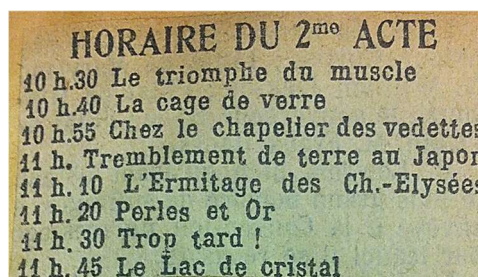 HORAIRE DU 2me ACTE
10 h.30 Le triomphe du muscle
10 h.40 La cage de verre
10 h.55 Chez le chapelier des vedettes
11 h. Tremblement de terre au Japon
11 h. 10 L'Ermitage des Ch.-Elysées
11 h. 20 Perles et Or
11 h. 30 Trop tard !
11 h. 45 Le Lac de cristal